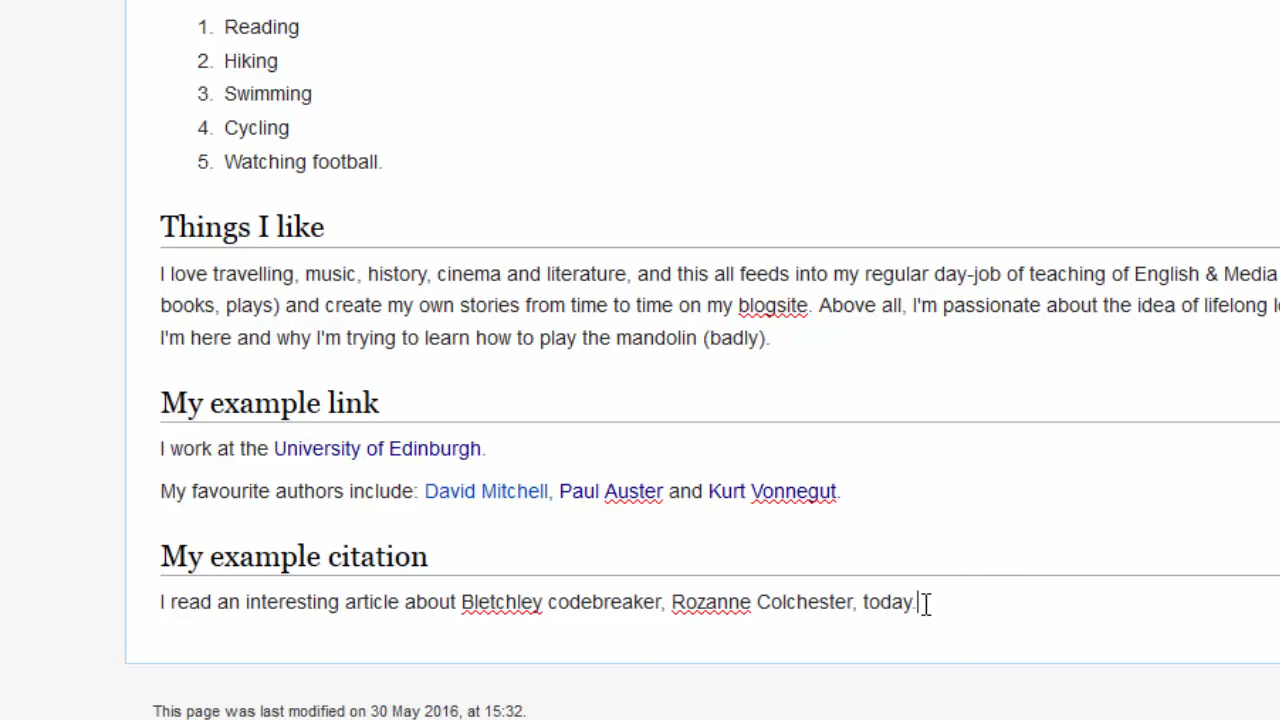 1. Reading
2. Hiking
3. Swimming
4. Cycling
5. Watching football.
Things I like
I love travelling, music, history, cinema and literature, and this all feeds into my regular day-job of teaching of English & Media
books, plays) and create my own stories from time to time on my blogsite. Above all, I'm passionate about the idea of lifelong
I'm here and why I'm trying to learn how to play the mandolin (badly).
My example link
I work at the University of Edinburgh.
My favourite authors include: David Mitchell, Paul Auster and Kurt Vonnegut.
My example citation
I read an interesting article about Bletchley codebreaker, Rozanne Colchester, today.
This page was last modified on 30 May 2016, at 15:32.